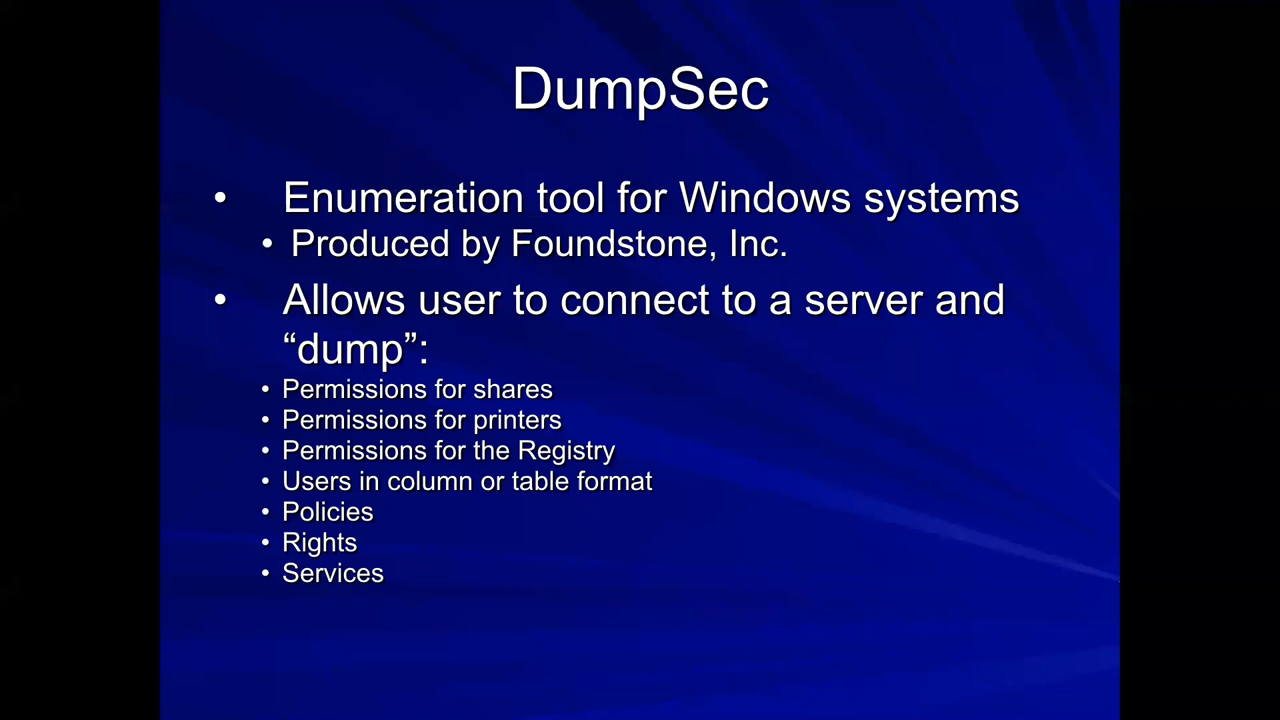 DumpSec
• Enumeration tool for Windows systems
• Produced by Foundstone, Inc.
• Allows user to connect to a server and
“dump”:
• Permissions for shares
• Permissions for printers
• Permissions for the Registry
• Users in column or table format
• Policies
• Rights
• Services